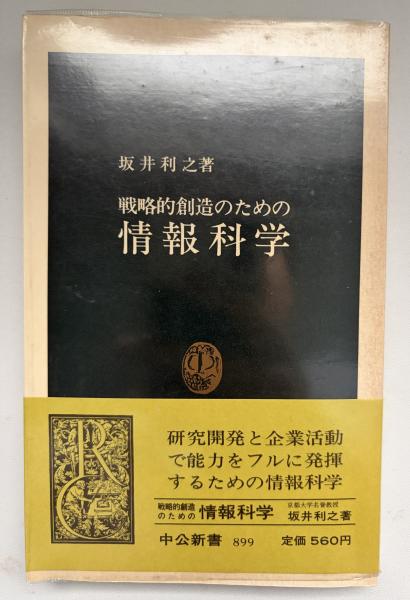 坂井利之著
戦略的創造のための
情報科学
RC
研究開発と企業活動
で能力をフルに発揮
するための情報科学
戦略的創造
のための
情報科学
京都大学名誉教授
坂井利之著
中公新書 899 定価 560円